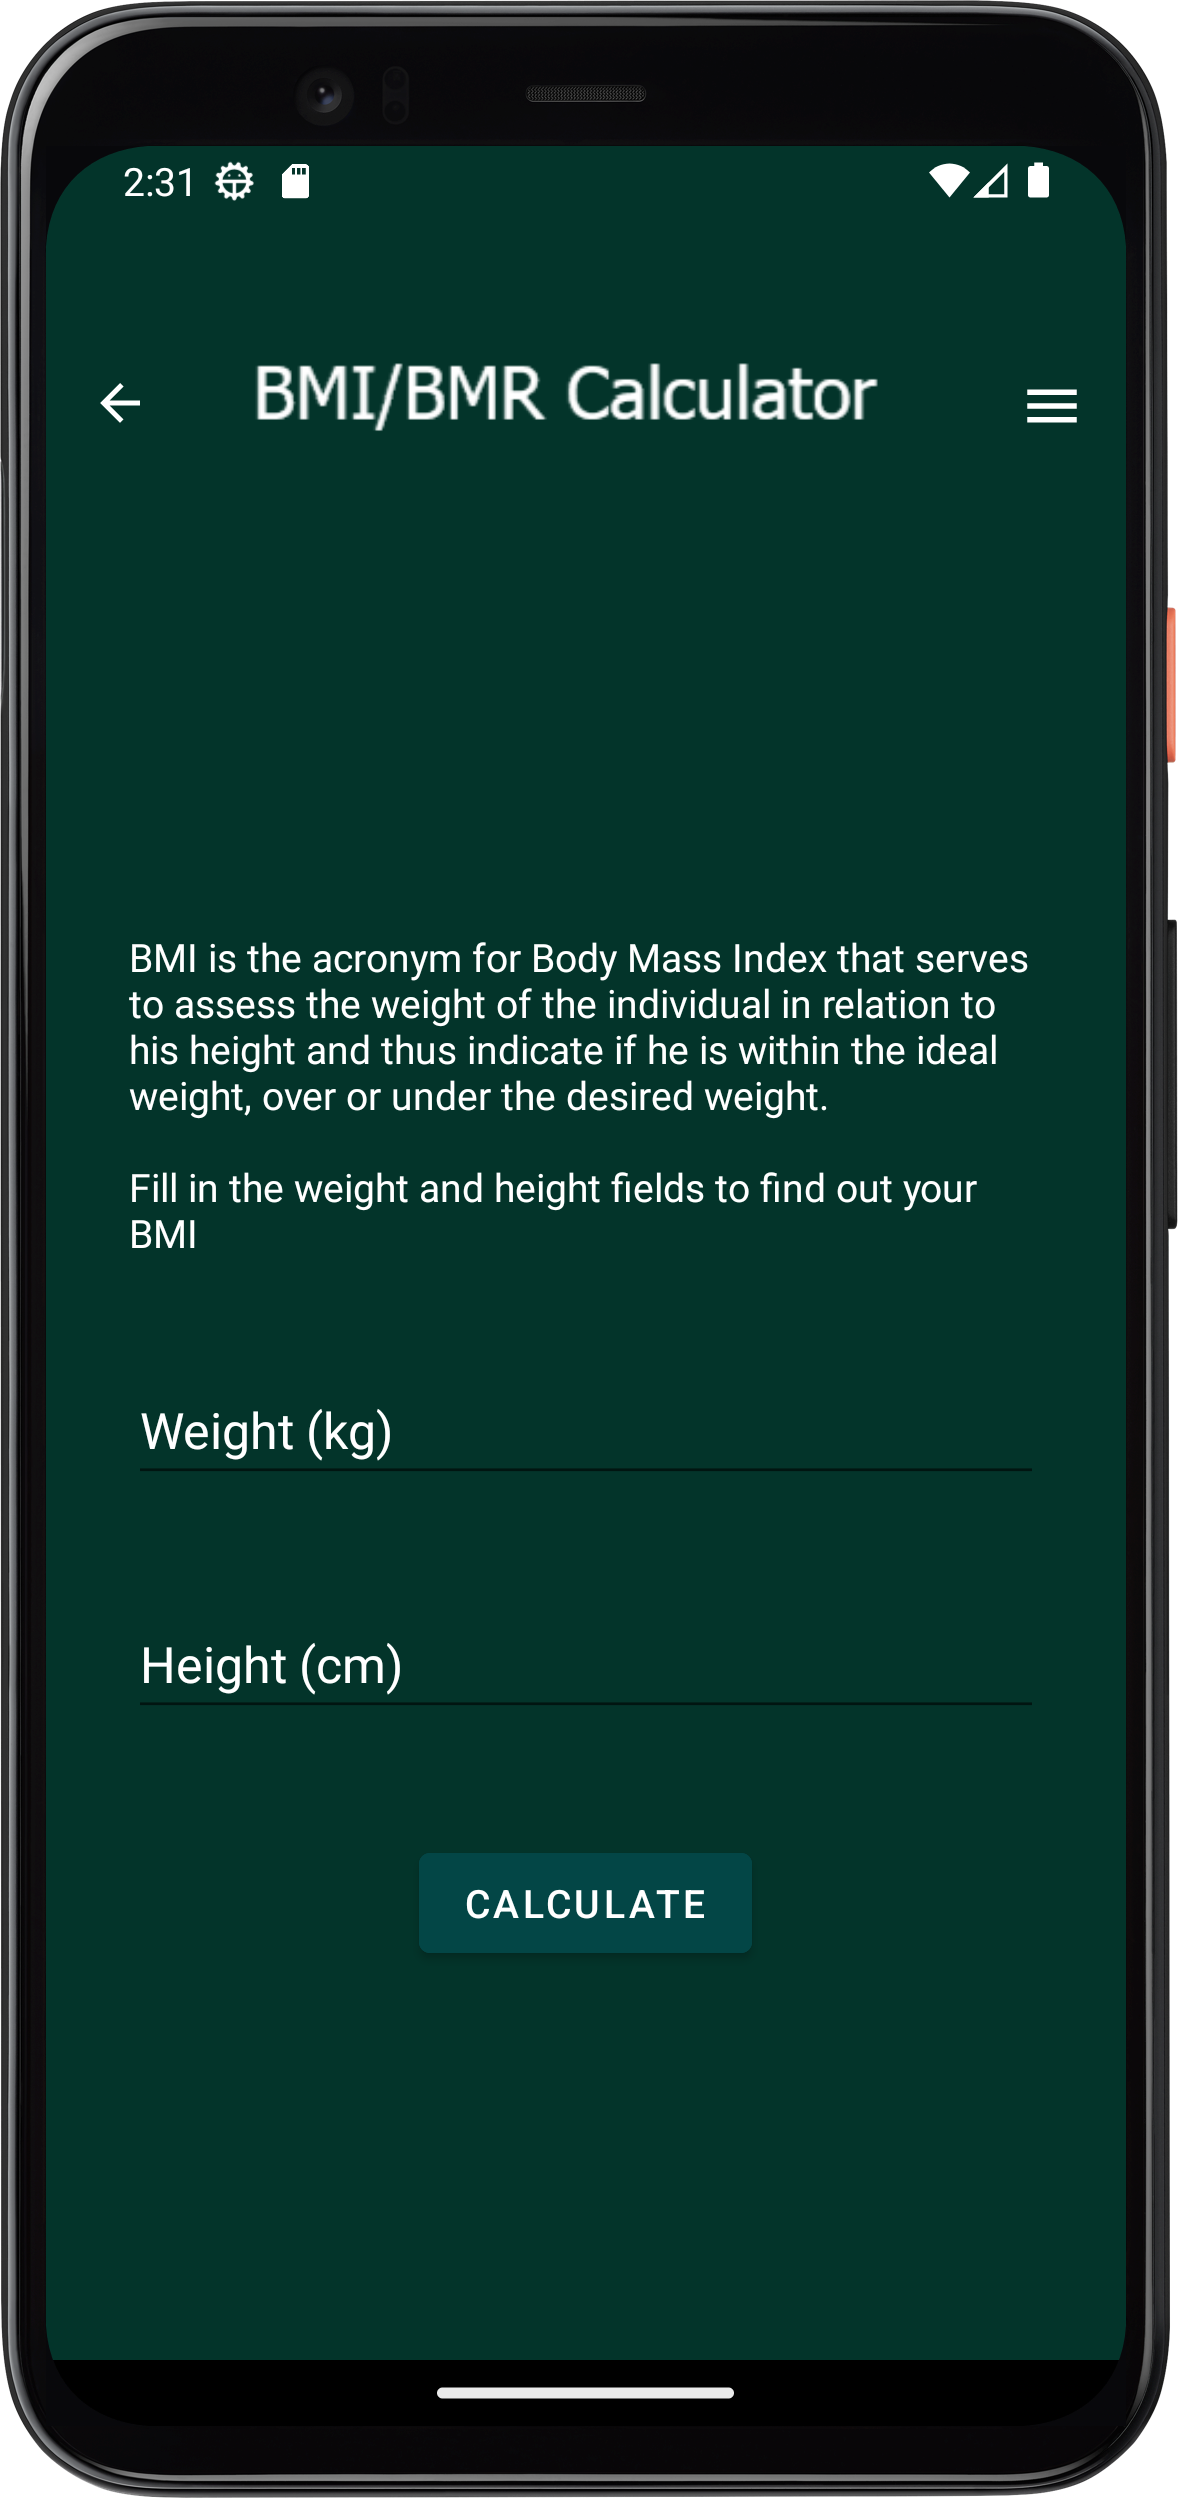 2:31
BMI/BMR Calculator
BMI is the acronym for Body Mass Index that serves
to assess the weight of the individual in relation to
his height and thus indicate if he is within the ideal
weight, over or under the desired weight.
Fill in the weight and height fields to find out your
BMI
Weight (kg)
Height (cm)
CALCULATE